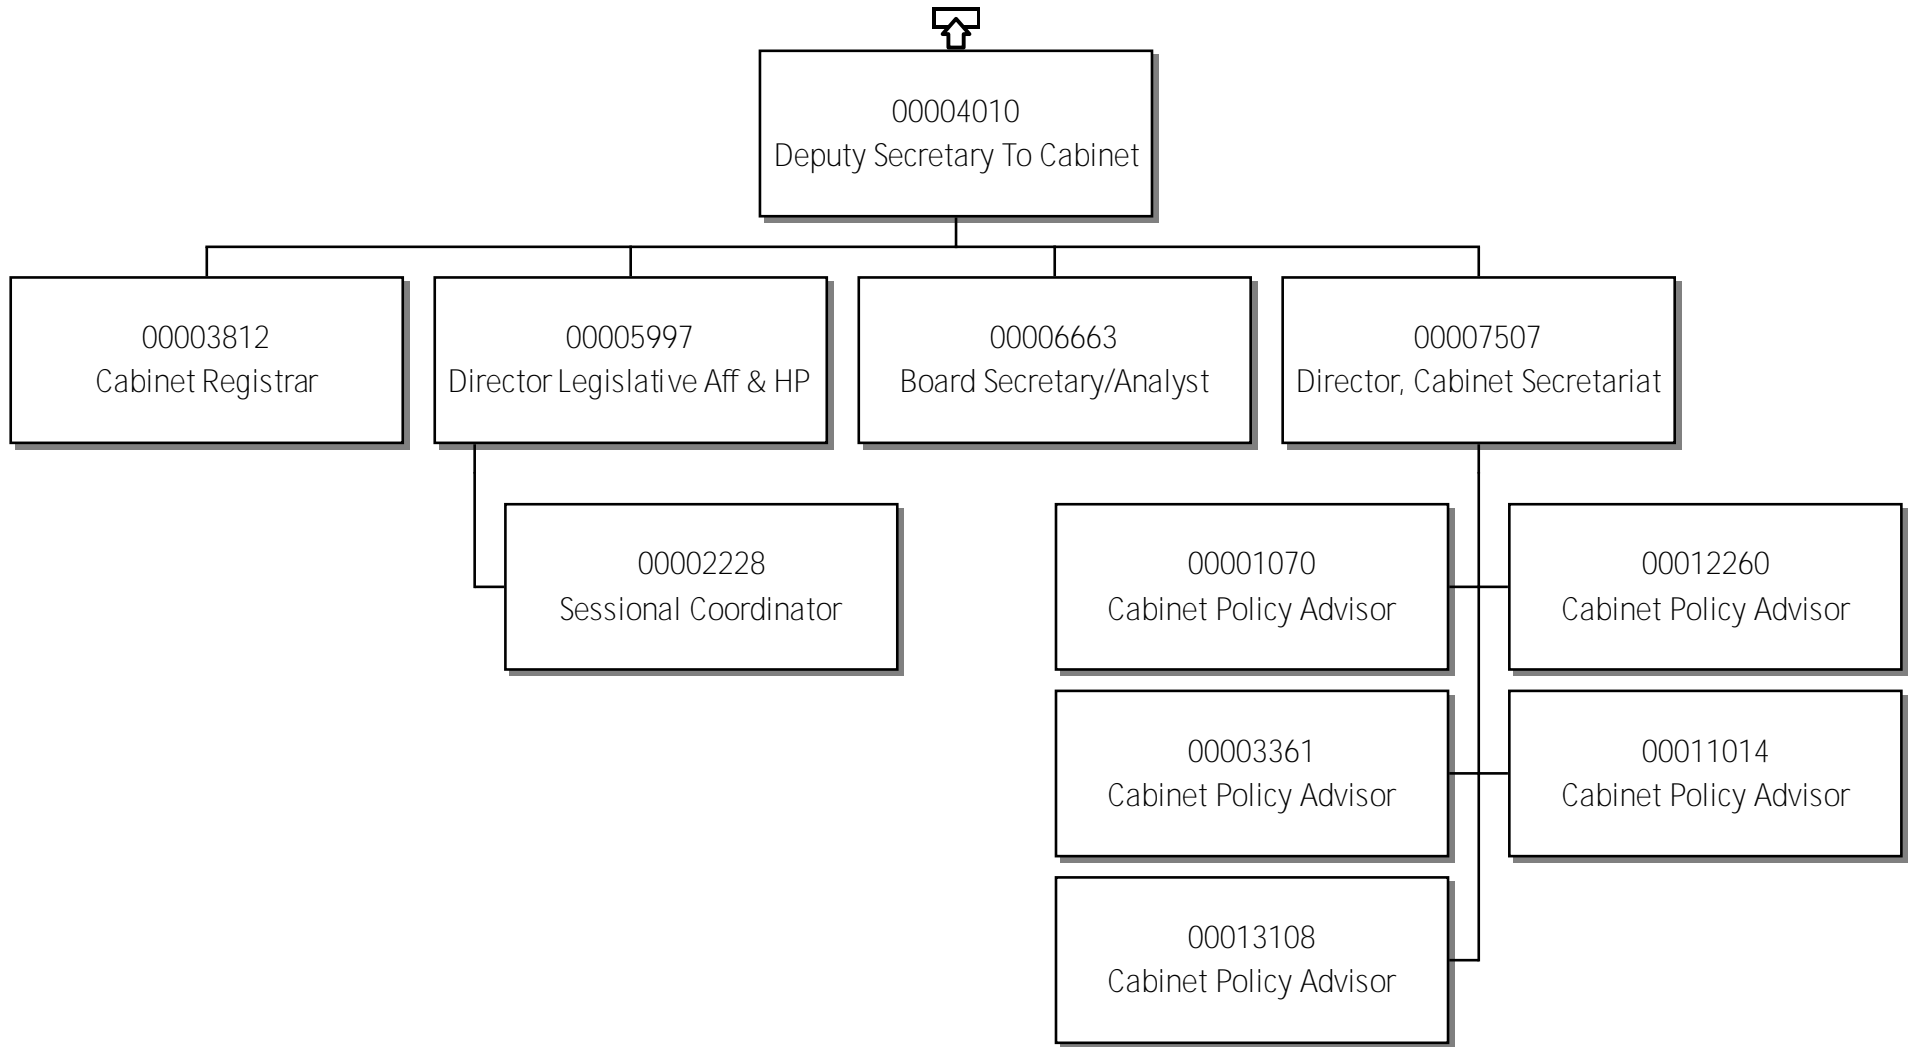 00004010
Deputy Secretary To Cabinet
00003812
Cabinet Registrar
00005997
Director Legislative Aff & HP
00006663
Board Secretary/Analyst
00007507
Director, Cabinet Secretariat
00002228
Sessional Coordinator
00001070
Cabinet Policy Advisor
00012260
Cabinet Policy Advisor
00003361
Cabinet Policy Advisor
00011014
Cabinet Policy Advisor
00013108
Cabinet Policy Advisor